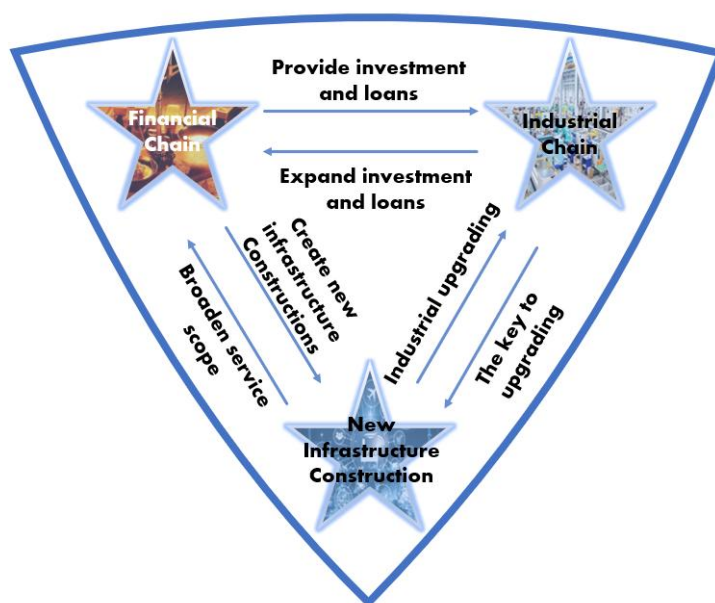 Provide investment
and loans
Financial
Chain
Industrial
Chain
Expand investment
and loans
Create new
infrastructure
Constructions
Broaden service
scope
Industrial upgrading
The key to
upgrading
New
Infrastructure
Construction